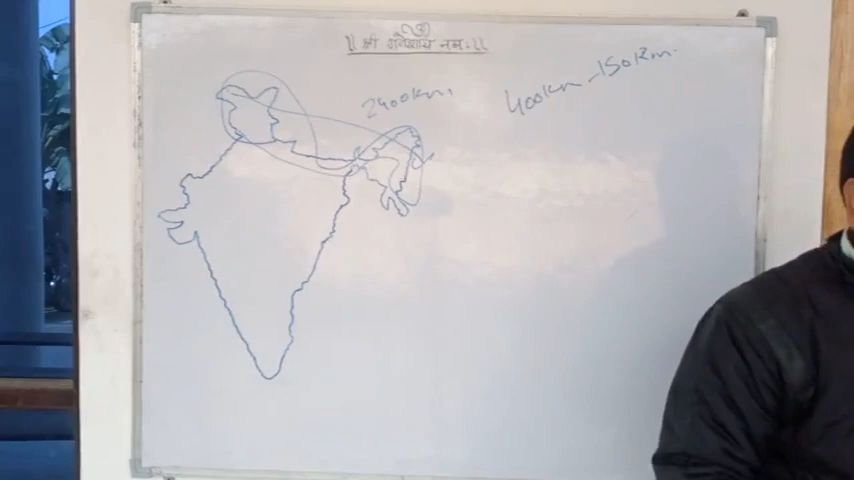 ॥ श्री गणेशाय नमः ॥
2400km.
400km - 150km.